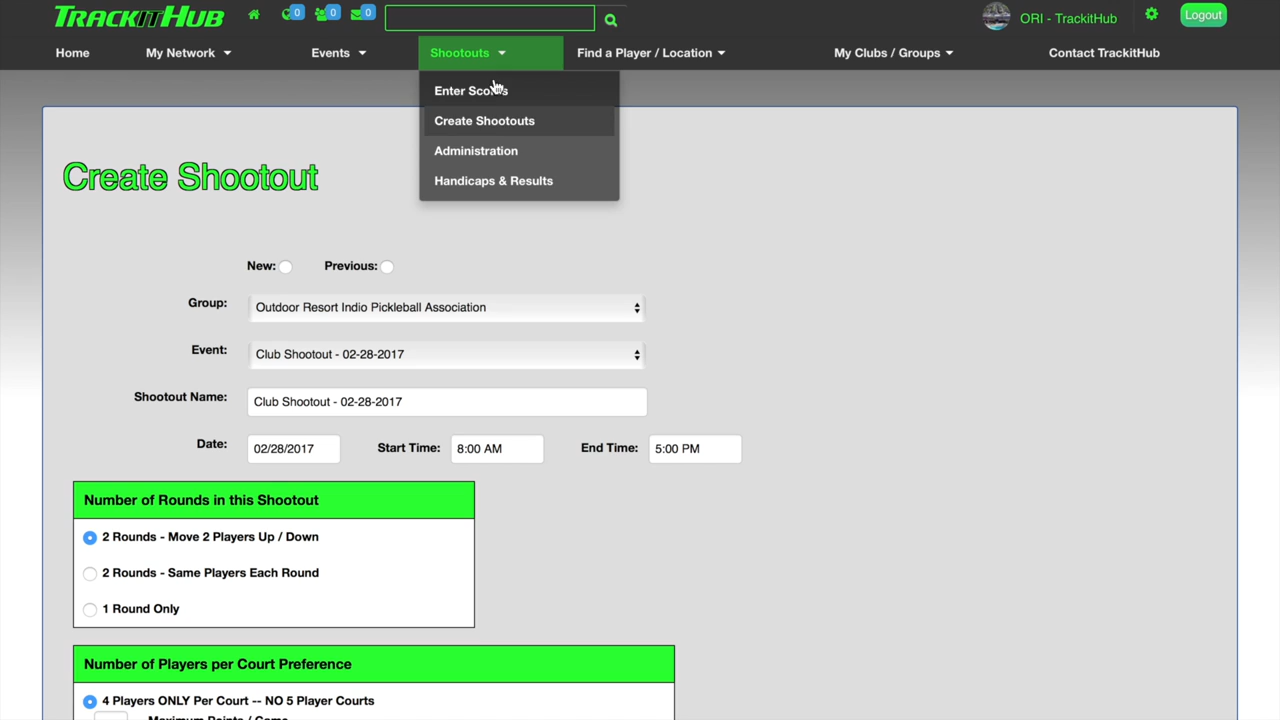 TRACKITHUB
0 0 0
ORI - TrackitHub Logout
Home My Network Events Shootouts Find a Player / Location My Clubs / Groups Contact TrackitHub
Enter Scores
Create Shootouts
Administration
Handicaps & Results
Create Shootout
New: Previous:
Group: Outdoor Resort Indio Pickleball Association
Event: Club Shootout - 02-28-2017
Shootout Name: Club Shootout - 02-28-2017
Date: 02/28/2017 Start Time: 8:00 AM End Time: 5:00 PM
Number of Rounds in this Shootout
2 Rounds - Move 2 Players Up / Down
2 Rounds - Same Players Each Round
1 Round Only
Number of Players per Court Preference
4 Players ONLY Per Court -- NO 5 Player Courts
Maximum Points / Game